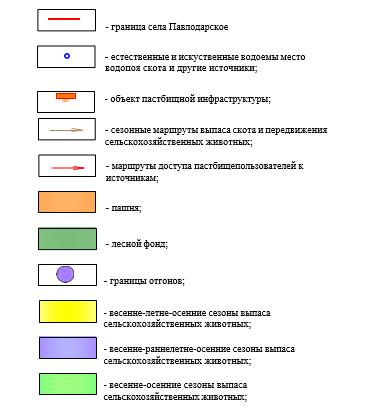 - граница села Павлодарское
- естественные и искуственные водоемы место
водопоя скота и другие источники;
- объект пастбищной инфраструктуры;
- сезонные маршруты выпаса скота и передвижения
сельскохозяйственных животных;
- маршруты доступа пастбищепользователей к
источникам;
- пашня;
- лесной фонд;
- границы отгонов;
- весенне-летне-осенние сезоны выпаса
сельскохозяйственных животных;
- весенне-раннелетне-осенние сезоны выпаса
сельскохозяйственных животных;
- весенне-осенние сезоны выпаса
сельскохозяйственных животных;